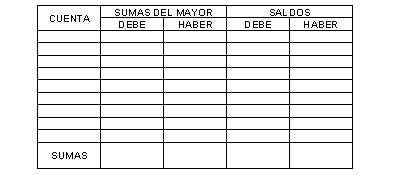 CUENTA
SUMAS DEL MAYOR
SALDOS
DEBE
HABER
DEBE
HABER
SUMAS